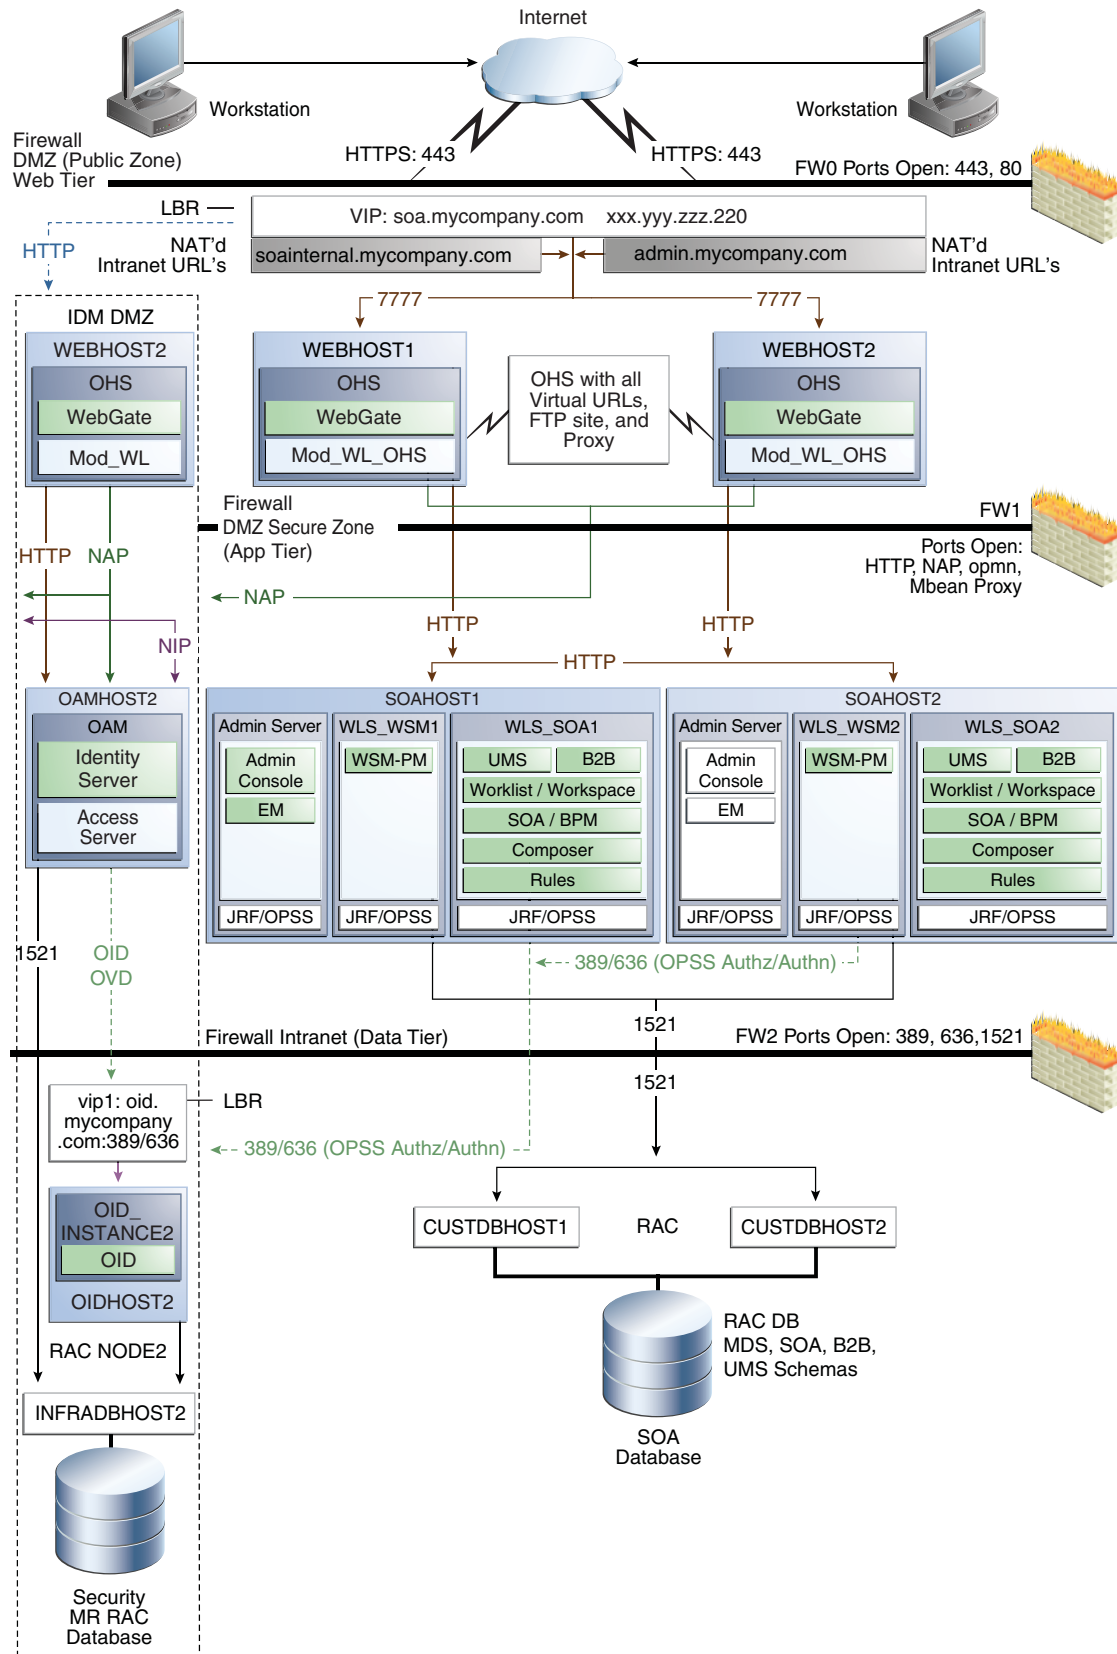 Internet
Workstation
Workstation
Firewall
DMZ (Public Zone)
Web Tier
HTTPS: 443
HTTPS: 443
FW0 Ports Open: 443, 80
LBR
VIP: soa.mycompany.com xxx.yyy.zzz.220
HTTP
NAT'd
Intranet URL's
soainternal.mycompany.com
admin.mycompany.com
NAT'd
Intranet URL's
7777
7777
IDM DMZ
WEBHOST2
OHS
WebGate
Mod_WL
WEBHOST1
OHS
WebGate
Mod_WL_OHS
OHS with all
Virtual URLs,
FTP site, and
Proxy
WEBHOST2
OHS
WebGate
Mod_WL_OHS
Firewall
DMZ Secure Zone
(App Tier)
FW1
Ports Open:
HTTP, NAP, opmn,
Mbean Proxy
HTTP
NAP
NAP
NIP
HTTP
HTTP
HTTP
OAMHOST2
OAM
Identity
Server
Access
Server
SOAHOST1
Admin Server
Admin
Console
EM
JRF/OPSS
WLS_WSM1
WSM-PM
JRF/OPSS
WLS_SOA1
UMS
B2B
Worklist / Workspace
SOA / BPM
Composer
Rules
JRF/OPSS
SOAHOST2
Admin Server
Admin
Console
EM
JRF/OPSS
WLS_WSM2
WSM-PM
JRF/OPSS
WLS_SOA2
UMS
B2B
Worklist / Workspace
SOA / BPM
Composer
Rules
JRF/OPSS
1521
OID
OVD
389/636 (OPSS Authz/Authn)
1521
Firewall Intranet (Data Tier)
FW2 Ports Open: 389, 636,1521
1521
vip1: oid.
mycompany
.com:389/636
LBR
389/636 (OPSS Authz/Authn)
OID_
INSTANCE2
OID
OIDHOST2
CUSTDBHOST1
RAC
CUSTDBHOST2
RAC NODE2
RAC DB
MDS, SOA, B2B,
UMS Schemas
INFRADBHOST2
SOA
Database
Security
MR RAC
Database